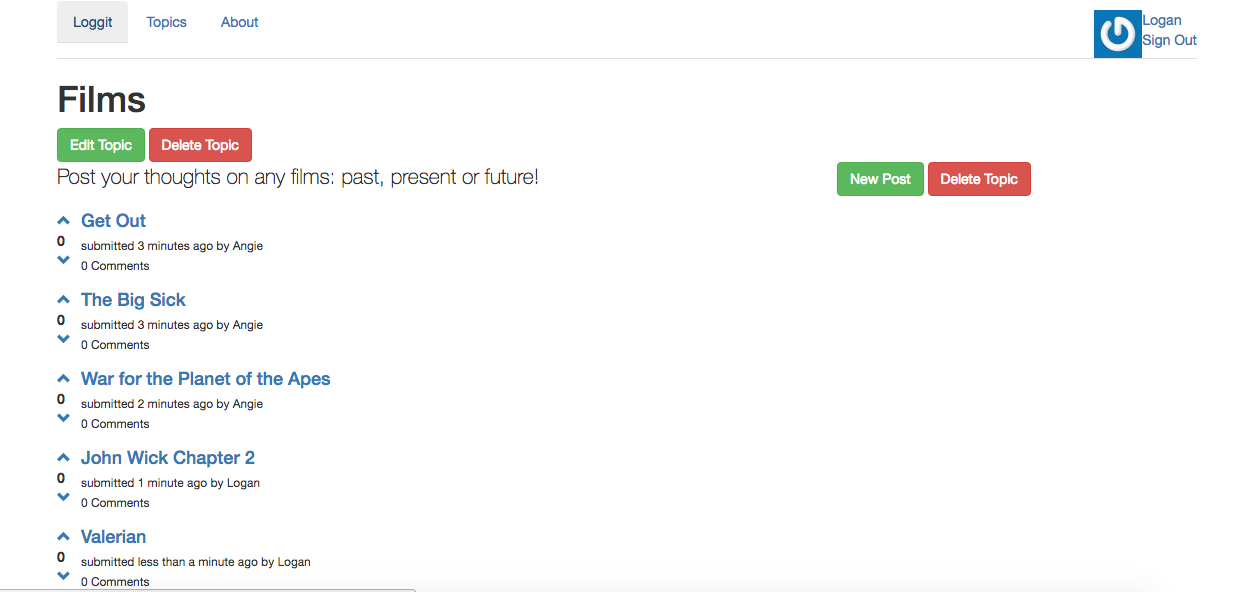 Loggit Topics About
Logan
Sign Out
Films
Edit Topic Delete Topic
Post your thoughts on any films: past, present or future!
New Post Delete Topic
Get Out
0
submitted 3 minutes ago by Angie
0 Comments
The Big Sick
0
submitted 3 minutes ago by Angie
0 Comments
War for the Planet of the Apes
0
submitted 2 minutes ago by Angie
0 Comments
John Wick Chapter 2
0
submitted 1 minute ago by Logan
0 Comments
Valerian
0
submitted less than a minute ago by Logan
0 Comments